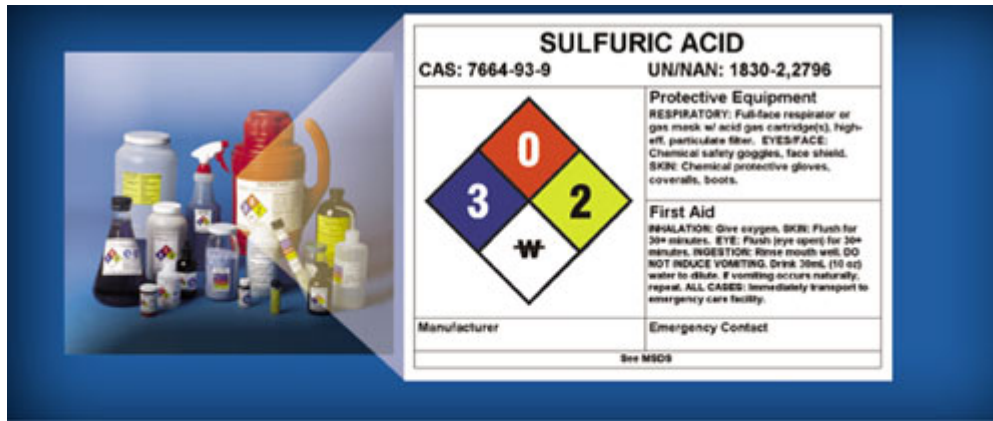 SULFURIC ACID
CAS: 7664-93-9
UN/NAN: 1830-2,2796
0
3
2
W
Protective Equipment
RESPIRATORY: Full-face respirator or
gas mask w/ acid gas cartridge(s), high-
eff. particulate filter. EYES/FACE:
Chemical safety goggles, face shield.
SKIN: Chemical protective gloves,
coveralls, boots.
First Aid
INHALATION: Give oxygen. SKIN: Flush for
30+ minutes. EYE: Flush (eye open) for 30+
minutes. INGESTION: Rinse mouth well. DO
NOT INDUCE VOMITING. Drink 30mL (10 oz)
water to dilute. If vomiting occurs naturally,
repeat. ALL CASES: Immediately transport to
emergency care facility.
Manufacturer
Emergency Contact
See MSDS